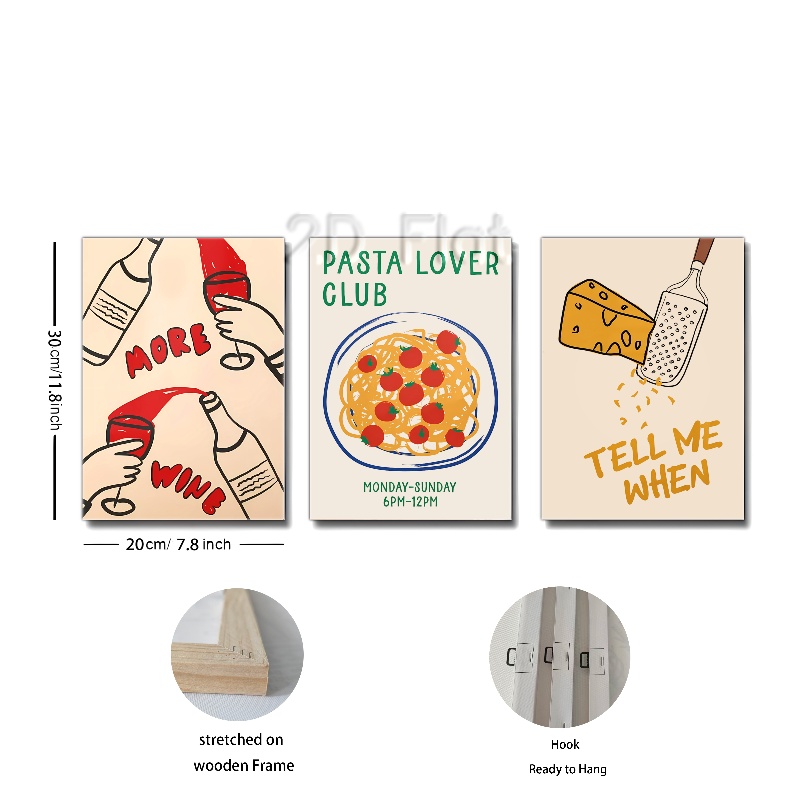 2D Flat
30cm/11.8inch
MORE
WINE
PASTA LOVER
CLUB
MONDAY-SUNDAY
6PM-12PM
TELL ME
WHEN
20cm/ 7.8 inch
stretched on
wooden Frame
Hook
Ready to Hang